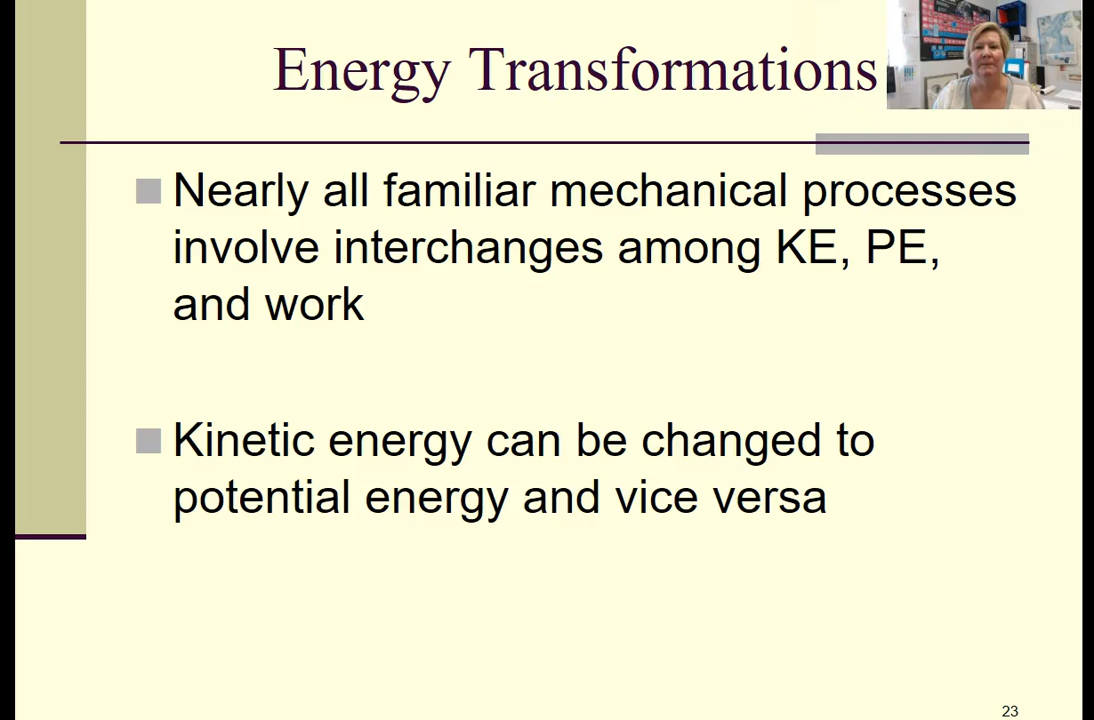 Energy Transformations
Nearly all familiar mechanical processes
involve interchanges among KE, PE,
and work
Kinetic energy can be changed to
potential energy and vice versa
23